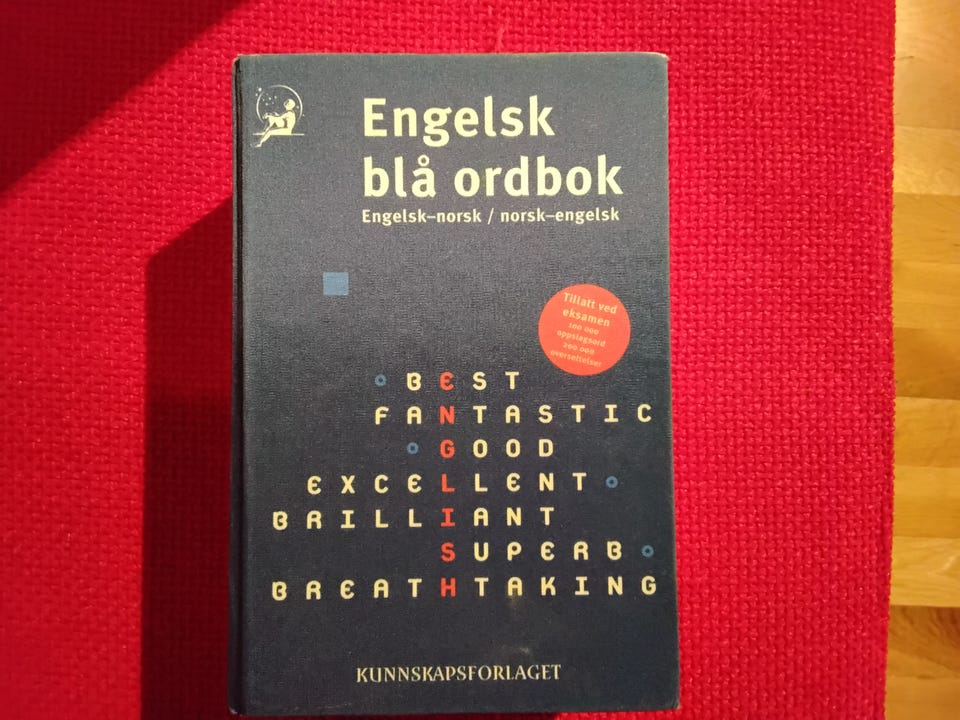 Engelsk
blå ordbok
Engelsk–norsk / norsk–engelsk
Tillatt ved
eksamen
100 000
oppslagsord
200 000
oversettelser
BEST
FANTASTIC
GOOD
EXCELLENT
BRILLIANT
SUPERB
BREATHTAKING
KUNNSKAPSFORLAGET